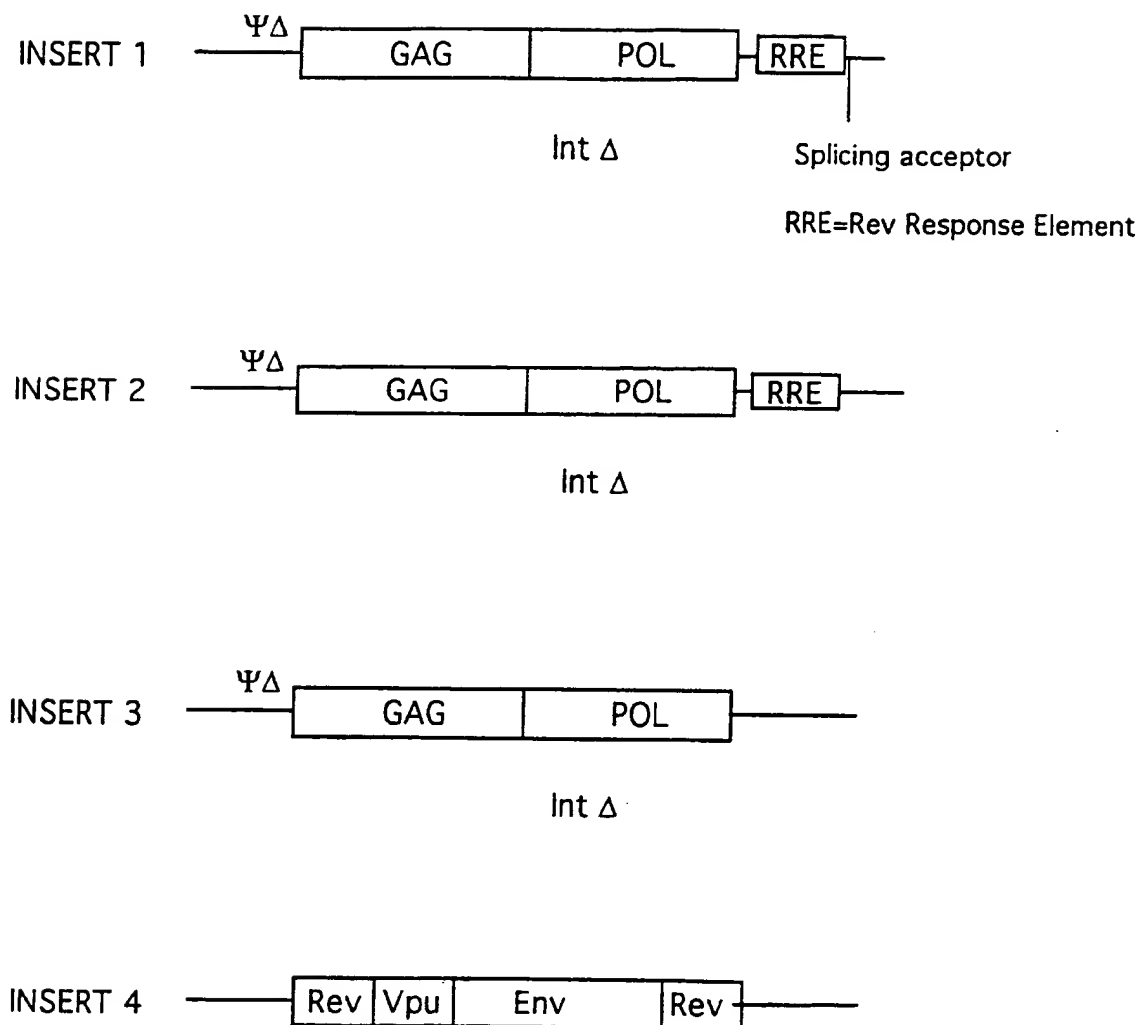 ΨΔ
INSERT 1 GAG POL RRE
Int Δ Splicing acceptor
RRE=Rev Response Element
ΨΔ
INSERT 2 GAG POL RRE
Int Δ
ΨΔ
INSERT 3 GAG POL
Int Δ
INSERT 4 Rev Vpu Env Rev